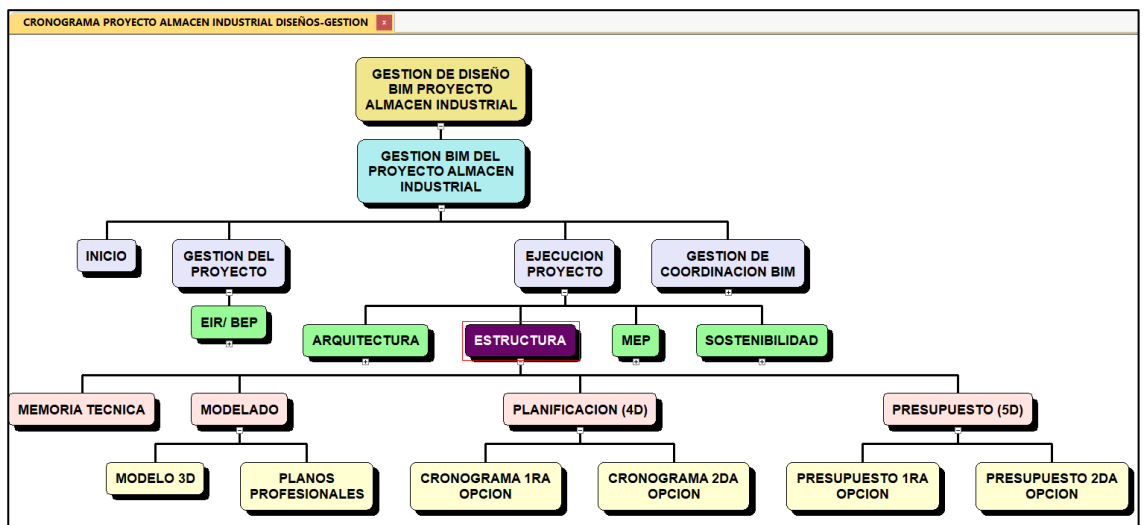 CRONOGRAMA PROYECTO ALMACEN INDUSTRIAL DISEÑOS-GESTION x
GESTION DE DISEÑO
BIM PROYECTO
ALMACEN INDUSTRIAL
GESTION BIM DEL
PROYECTO ALMACEN
INDUSTRIAL
INICIO
GESTION DEL
PROYECTO
EJECUCION
PROYECTO
GESTION DE
COORDINACION BIM
EIR/ BEP
ARQUITECTURA
ESTRUCTURA
MEP
SOSTENIBILIDAD
MEMORIA TECNICA
MODELADO
PLANIFICACION (4D)
PRESUPUESTO (5D)
MODELO 3D
PLANOS
PROFESIONALES
CRONOGRAMA 1RA
OPCION
CRONOGRAMA 2DA
OPCION
PRESUPUESTO 1RA
OPCION
PRESUPUESTO 2DA
OPCION